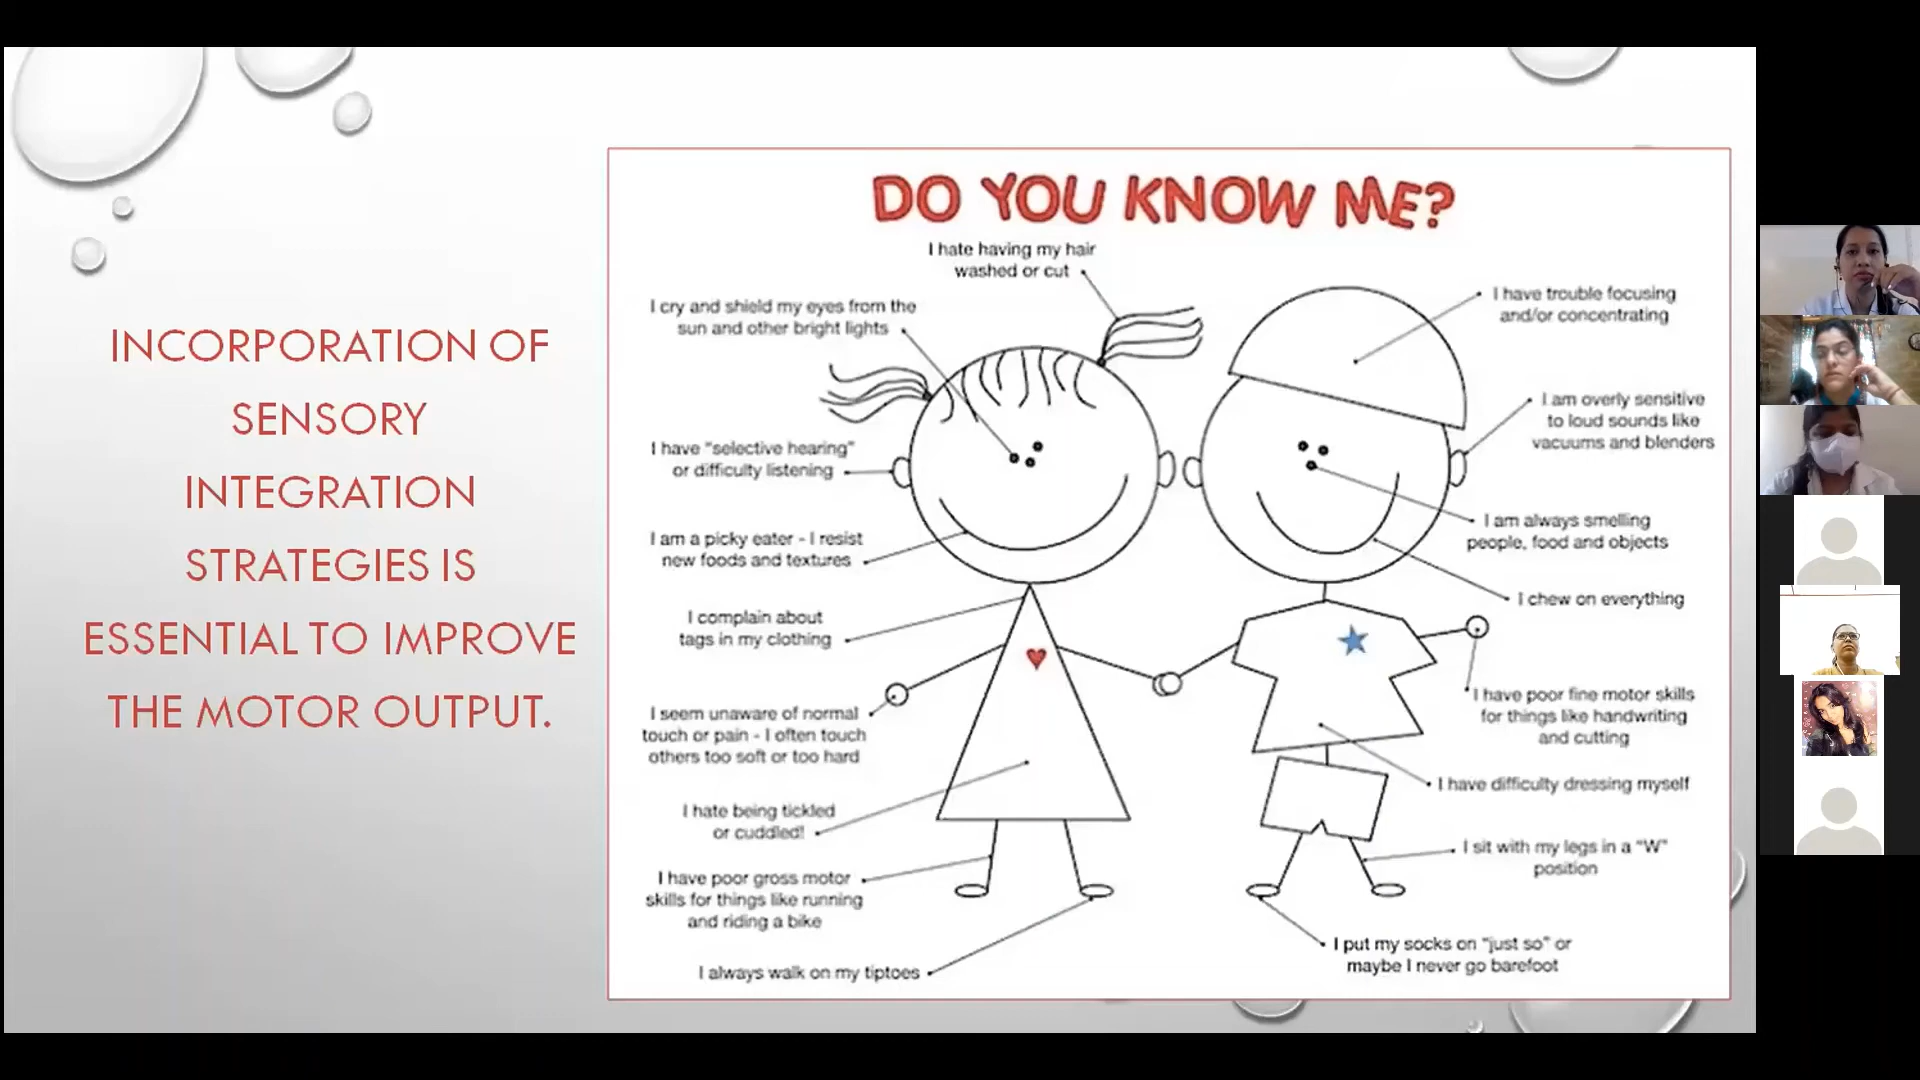 INCORPORATION OF
SENSORY
INTEGRATION
STRATEGIES IS
ESSENTIAL TO IMPROVE
THE MOTOR OUTPUT.
DO YOU KNOW ME?
I hate having my hair
washed or cut
I cry and shield my eyes from the
sun and other bright lights
I have "selective hearing"
or difficulty listening
I am a picky eater - I resist
new foods and textures
I complain about
tags in my clothing
I seem unaware of normal
touch or pain - I often touch
others too soft or too hard
I hate being tickled
or cuddled!
I have poor gross motor
skills for things like running
and riding a bike
I always walk on my tiptoes
I have trouble focusing
and/or concentrating
I am overly sensitive
to loud sounds like
vacuums and blenders
I am always smelling
people, food and objects
I chew on everything
I have poor fine motor skills
for things like handwriting
and cutting
I have difficulty dressing myself
I sit with my legs in a "W"
position
I put my socks on "just so" or
maybe I never go barefoot